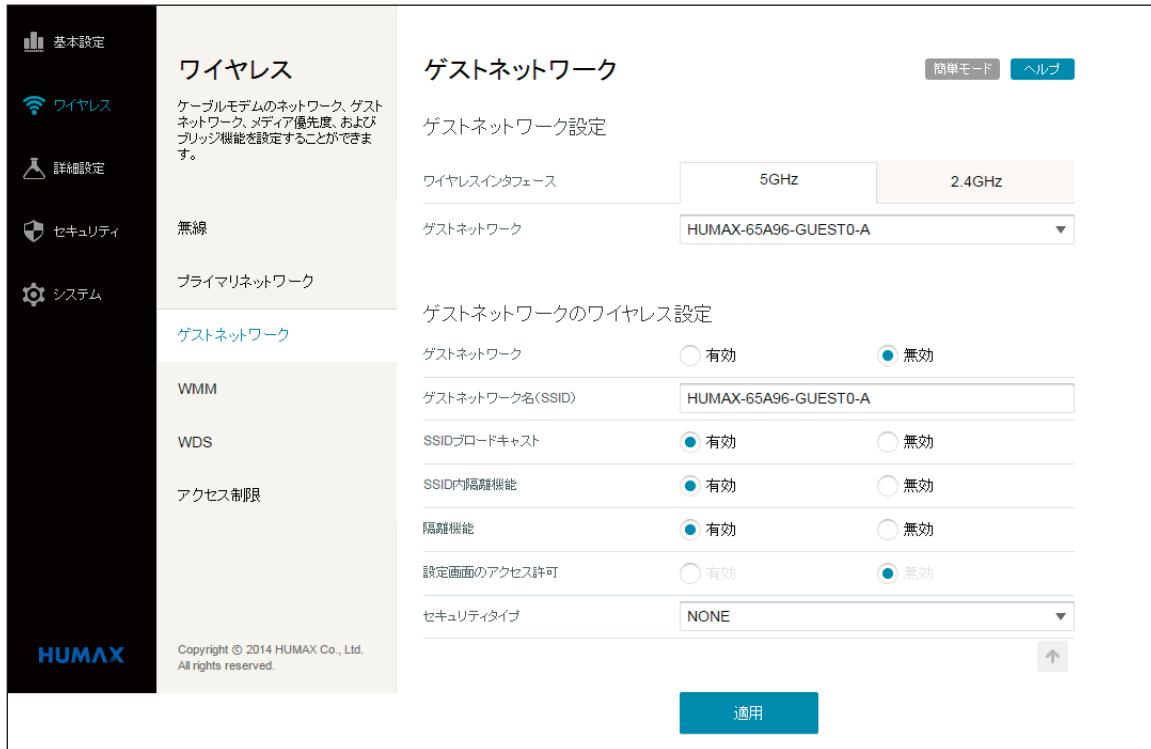 基本設定
ワイヤレス
詳細設定
セキュリティ
システム
HUMAX
ワイヤレス
ケーブルモデムのネットワーク、ゲスト
ネットワーク、メディア優先度、および
ブリッジ機能を設定することができま
す。
無線
プライマリネットワーク
ゲストネットワーク
WMM
WDS
アクセス制限
Copyright © 2014 HUMAX Co., Ltd.
All rights reserved.
ゲストネットワーク
簡単モード ヘルプ
ゲストネットワーク設定
ワイヤレスインタフェース 5GHz 2.4GHz
ゲストネットワーク HUMAX-65A96-GUEST0-A
ゲストネットワークのワイヤレス設定
ゲストネットワーク 有効 無効
ゲストネットワーク名(SSID) HUMAX-65A96-GUEST0-A
SSIDブロードキャスト 有効 無効
SSID内隔離機能 有効 無効
隔離機能 有効 無効
設定画面のアクセス許可 有効 無効
セキュリティタイプ NONE
適用